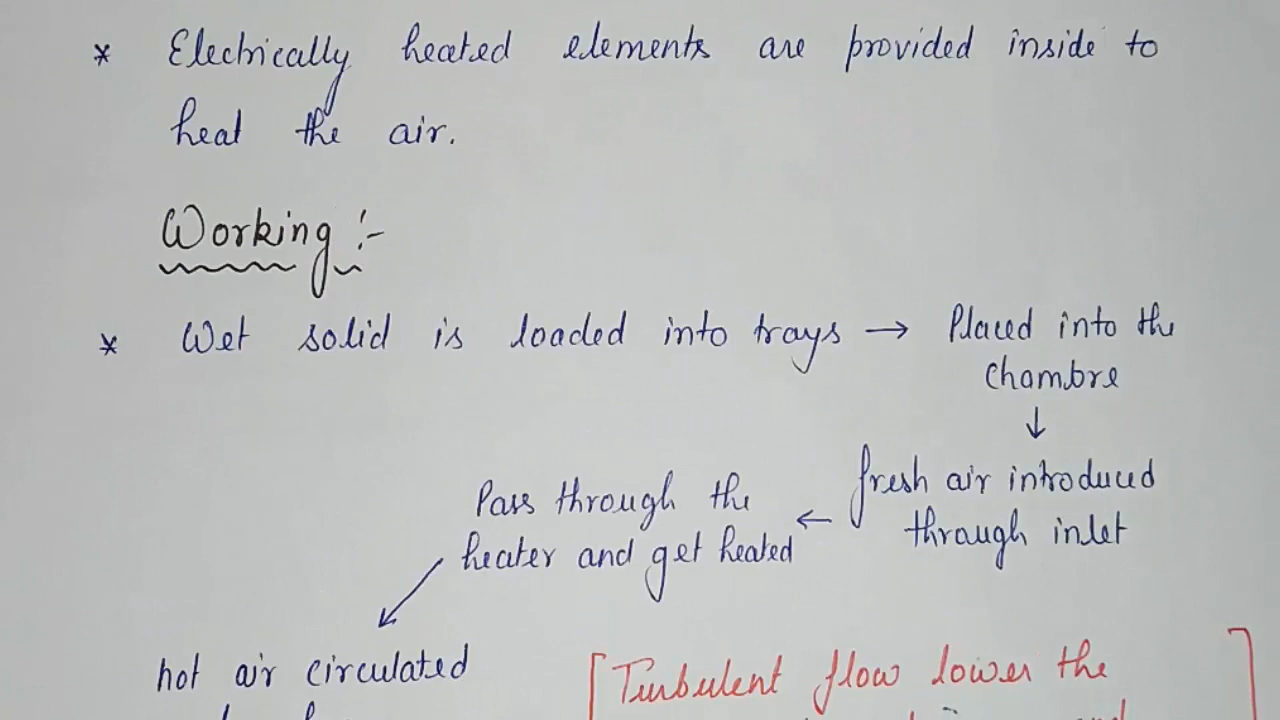 * Electrically heated elements are provided inside to
heat the air.
Working :-
* Wet solid is loaded into trays → Placed into the
chambre
↓
fresh air introduced
through inlet
←
Pass through the
heater and get heated
↙
hot air circulated
[Turbulent flow lower the ]